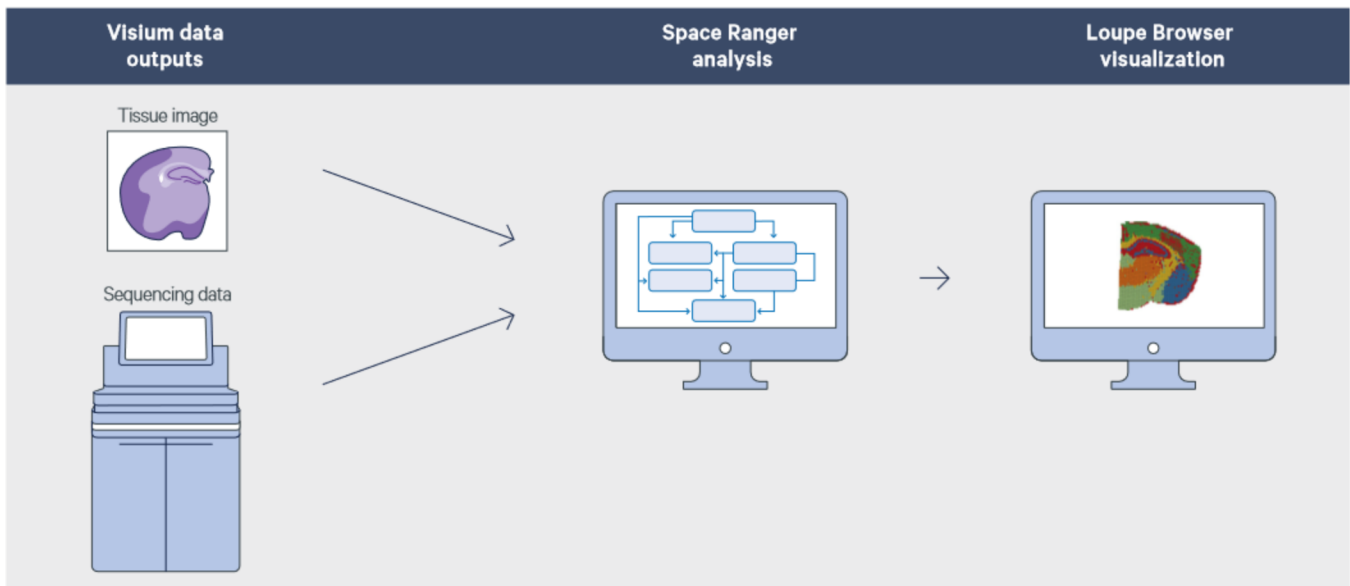 Visium data
outputs
Space Ranger
analysis
Loupe Browser
visualization
Tissue image
Sequencing data